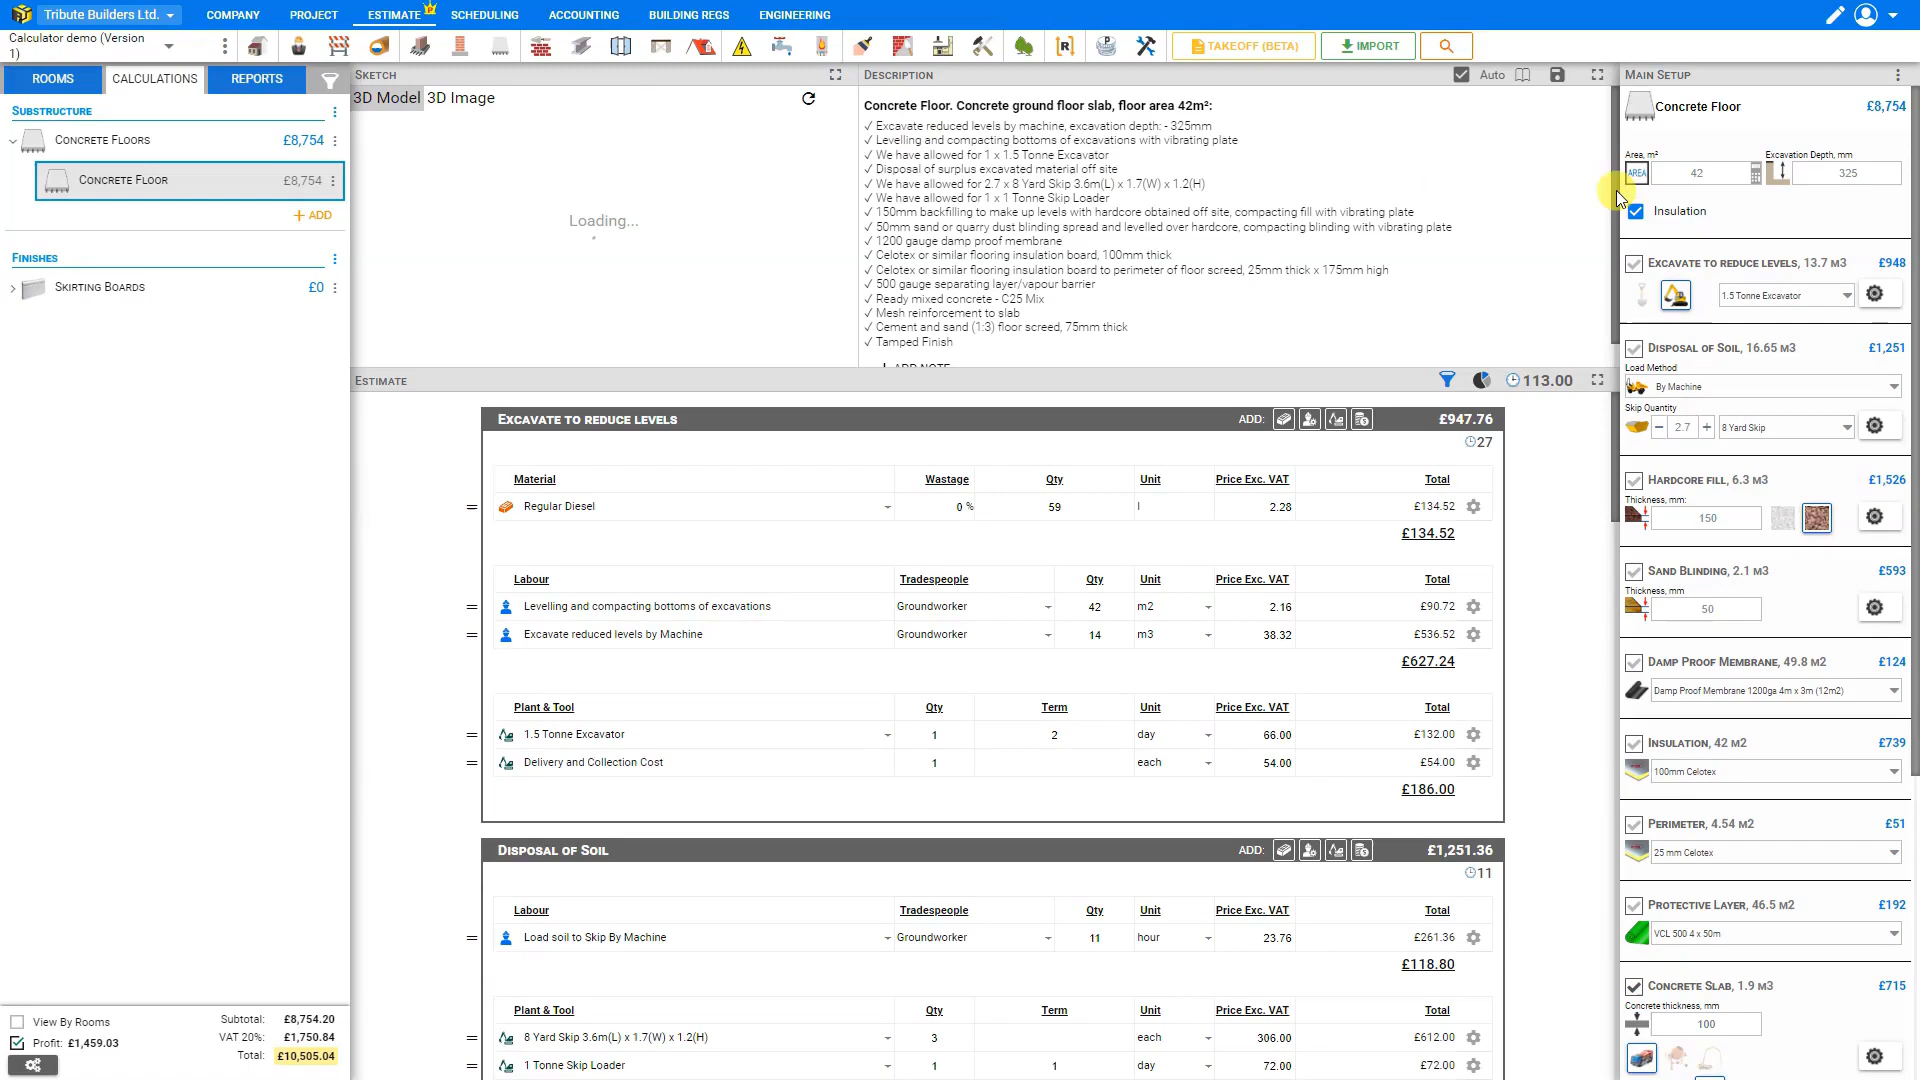 Tribute Builders Ltd.
COMPANY PROJECT ESTIMATE SCHEDULING ACCOUNTING BUILDING REGS ENGINEERING
Calculator demo (Version 1)
TAKEOFF (BETA) IMPORT
ROOMS CALCULATIONS REPORTS
SUBSTRUCTURE
CONCRETE FLOORS £8,754
CONCRETE FLOOR £8,754
+ ADD
FINISHES
SKIRTING BOARDS £0
View By Rooms
Profit: £1,459.03
Subtotal: £8,754.20
VAT 20%: £1,750.84
Total: £10,505.04
SKETCH
3D Model 3D Image
Loading...
DESCRIPTION
Auto
Concrete Floor. Concrete ground floor slab, floor area 42m²:
✓ Excavate reduced levels by machine, excavation depth: - 325mm
✓ Levelling and compacting bottoms of excavations with vibrating plate
✓ We have allowed for 1 x 1.5 Tonne Excavator
✓ Disposal of surplus excavated material off site
✓ We have allowed for 2.7 x 8 Yard Skip 3.6m(L) x 1.7(W) x 1.2(H)
✓ We have allowed for 1 x 1 Tonne Skip Loader
✓ 150mm backfilling to make up levels with hardcore obtained off site, compacting fill with vibrating plate
✓ 50mm sand or quarry dust blinding spread and levelled over hardcore, compacting blinding with vibrating plate
✓ 1200 gauge damp proof membrane
✓ Celotex or similar flooring insulation board, 100mm thick
✓ Celotex or similar flooring insulation board to perimeter of floor screed, 25mm thick x 175mm high
✓ 500 gauge separating layer/vapour barrier
✓ Ready mixed concrete - C25 Mix
✓ Mesh reinforcement to slab
✓ Cement and sand (1:3) floor screed, 75mm thick
✓ Tamped Finish
ADD NOTE
ESTIMATE
113.00
EXCAVATE TO REDUCE LEVELS ADD: £947.76
27
Material Wastage Qty Unit Price Exc. VAT Total
Regular Diesel 0 % 59 l 2.28 £134.52
£134.52
Labour Tradespeople Qty Unit Price Exc. VAT Total
Levelling and compacting bottoms of excavations Groundworker 42 m2 2.16 £90.72
Excavate reduced levels by Machine Groundworker 14 m3 38.32 £536.52
£627.24
Plant & Tool Qty Term Unit Price Exc. VAT Total
1.5 Tonne Excavator 1 2 day 66.00 £132.00
Delivery and Collection Cost 1 each 54.00 £54.00
£186.00
DISPOSAL OF SOIL ADD: £1,251.36
11
Labour Tradespeople Qty Unit Price Exc. VAT Total
Load soil to Skip By Machine Groundworker 11 hour 23.76 £261.36
£118.80
Plant & Tool Qty Term Unit Price Exc. VAT Total
8 Yard Skip 3.6m(L) x 1.7(W) x 1.2(H) 3 each 306.00 £612.00
1 Tonne Skip Loader 1 1 day 72.00 £72.00
MAIN SETUP
Concrete Floor £8,754
Area, m² Excavation Depth, mm
AREA 42 325
Insulation
EXCAVATE TO REDUCE LEVELS, 13.7 M3 £948
1.5 Tonne Excavator
DISPOSAL OF SOIL, 16.65 M3 £1,251
Load Method
By Machine
Skip Quantity
− 2.7 + 8 Yard Skip
HARDCORE FILL, 6.3 M3 £1,526
Thickness, mm:
150
SAND BLINDING, 2.1 M3 £593
Thickness, mm
50
DAMP PROOF MEMBRANE, 49.8 M2 £124
Damp Proof Membrane 1200ga 4m x 3m (12m2)
INSULATION, 42 M2 £739
100mm Celotex
PERIMETER, 4.54 M2 £51
25 mm Celotex
PROTECTIVE LAYER, 46.5 M2 £192
VCL 500 4 x 50m
CONCRETE SLAB, 1.9 M3 £715
Concrete thickness, mm
100